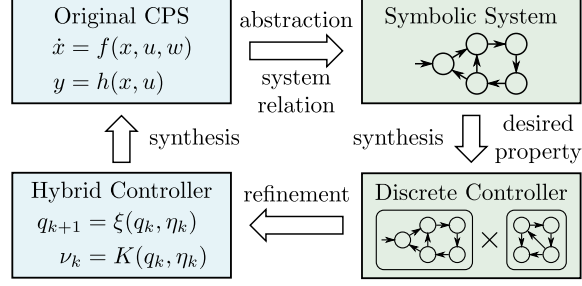 Original CPS
ẋ = f(x, u, w)
y = h(x, u)
abstraction
system
relation
Symbolic System
synthesis
synthesis
desired
property
Hybrid Controller
q_{k+1} = ξ(q_k, η_k)
ν_k = K(q_k, η_k)
refinement
Discrete Controller
×